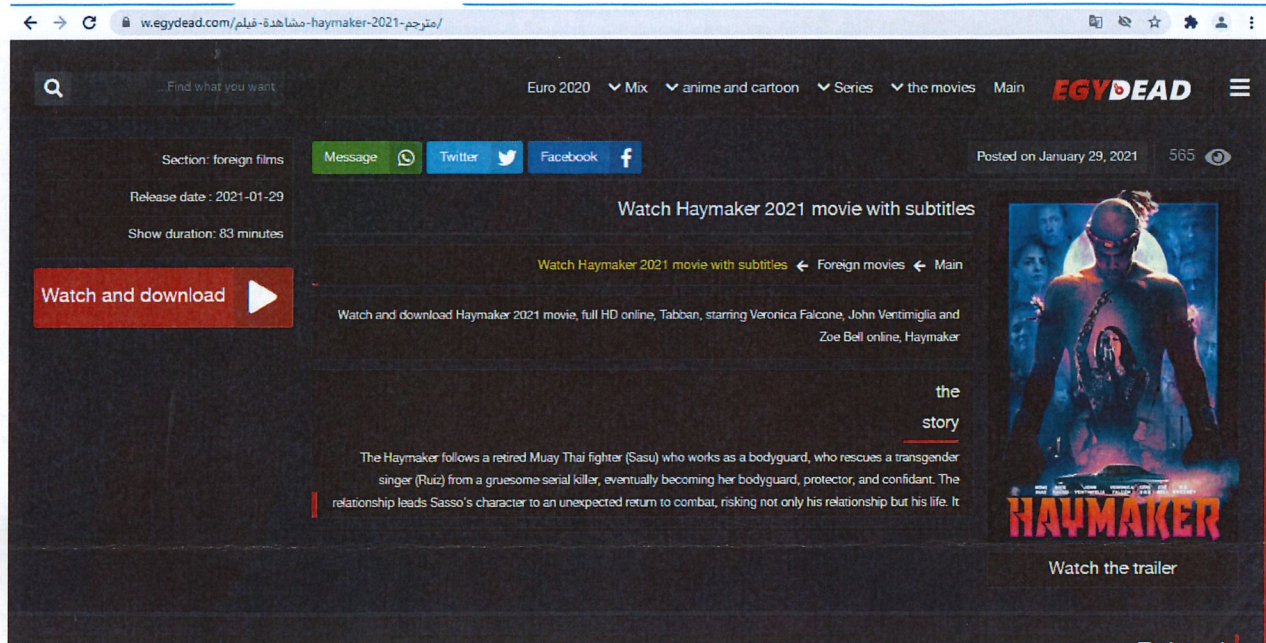 w.egydead.com/مشاهدة-فيلم-haymaker-2021-مترجم/
Find what you want...
Euro 2020 Mix anime and cartoon Series the movies Main EGYDEAD
Section: foreign films
Release date : 2021-01-29
Show duration: 83 minutes
Watch and download
Message Twitter Facebook
Posted on January 29, 2021 565
Watch Haymaker 2021 movie with subtitles
Watch Haymaker 2021 movie with subtitles ← Foreign movies ← Main
Watch and download Haymaker 2021 movie, full HD online, Tabban, starring Veronica Falcone, John Ventimiglia and
Zoe Bell online, Haymaker
the
story
The Haymaker follows a retired Muay Thai fighter (Sasu) who works as a bodyguard, who rescues a transgender
singer (Ruiz) from a gruesome serial killer, eventually becoming her bodyguard, protector, and confidant. The
relationship leads Sasso's character to an unexpected return to combat, risking not only his relationship but his life. It
HAYMAKER
Watch the trailer